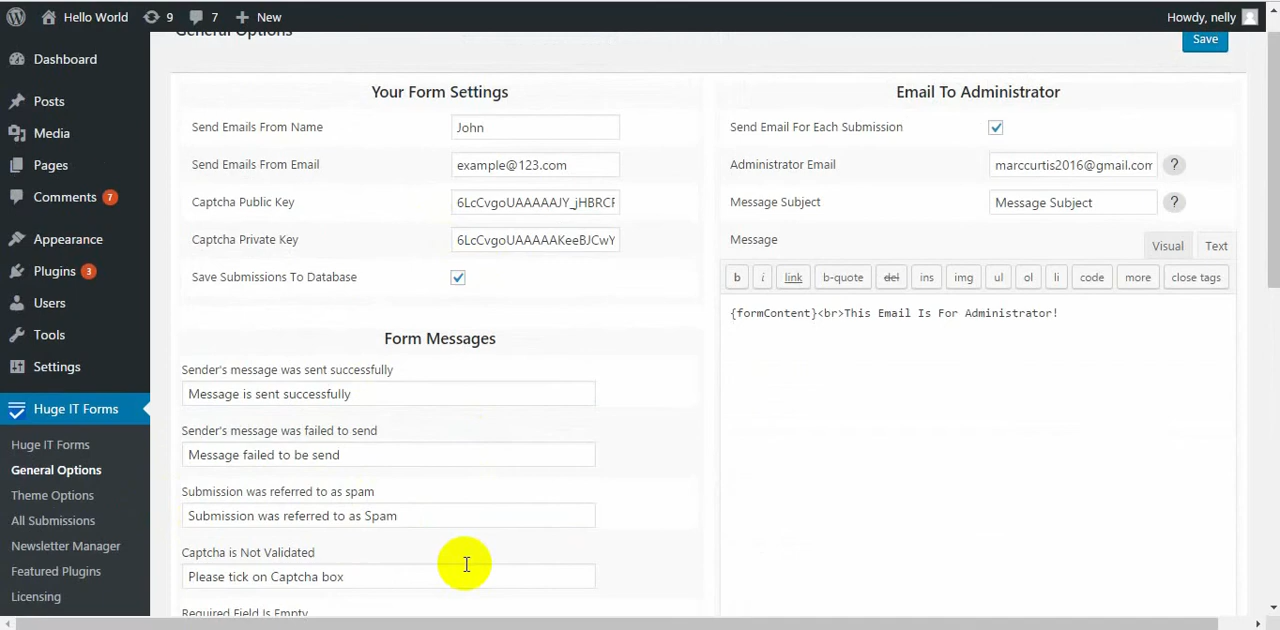 Hello World
9
7
New
Howdy, nelly
Dashboard
Posts
Media
Pages
Comments 7
Appearance
Plugins 3
Users
Tools
Settings
Huge IT Forms
Huge IT Forms
General Options
Theme Options
All Submissions
Newsletter Manager
Featured Plugins
Licensing
General Options
Save
Your Form Settings
Send Emails From Name
John
Send Emails From Email
example@123.com
Captcha Public Key
6LcCvgoUAAAAAJY_jHBRCF
Captcha Private Key
6LcCvgoUAAAAAKeeBJCwY
Save Submissions To Database
Form Messages
Sender's message was sent successfully
Message is sent successfully
Sender's message was failed to send
Message failed to be send
Submission was referred to as spam
Submission was referred to as Spam
Captcha is Not Validated
Please tick on Captcha box
Required Field Is Empty
Email To Administrator
Send Email For Each Submission
Administrator Email
marccurtis2016@gmail.com
?
Message Subject
Message Subject
?
Message
Visual
Text
b
i
link
b-quote
del
ins
img
ul
ol
li
code
more
close tags
{formContent}<br>This Email Is For Administrator!